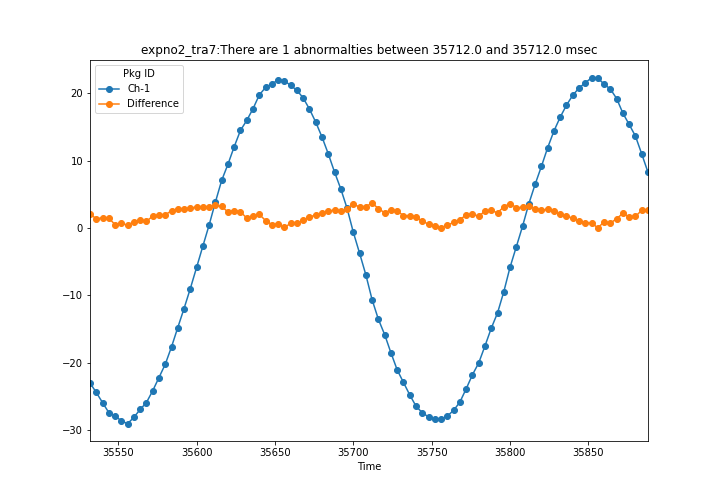 expno2_tra7:There are 1 abnormalties between 35712.0 and 35712.0 msec
Pkg ID
Ch-1
Difference
20
10
0
−10
−20
−30
35550 35600 35650 35700 35750 35800 35850
Time